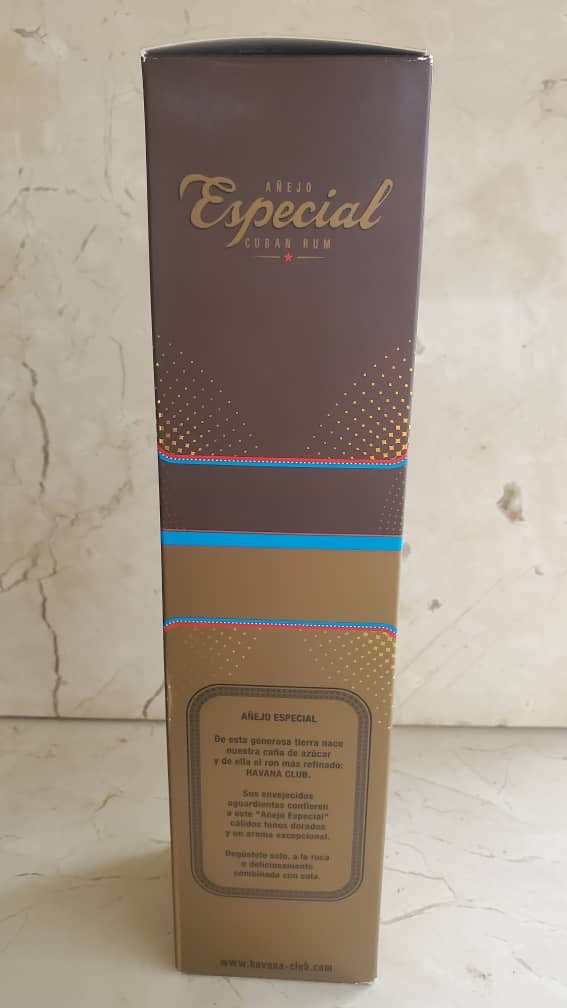 AÑEJO
Especial
CUBAN RUM
AÑEJO ESPECIAL
De esta generosa tierra nace
nuestra caña de azúcar
y de ella el ron más refinado:
HAVANA CLUB.
Sus envejecidos
aguardientes confieren
a este "Añejo Especial"
cálidos tonos dorados
y un aroma excepcional.
Degústelo solo, a la roca
o deliciosamente
combinado con cola.
www.havana-club.com